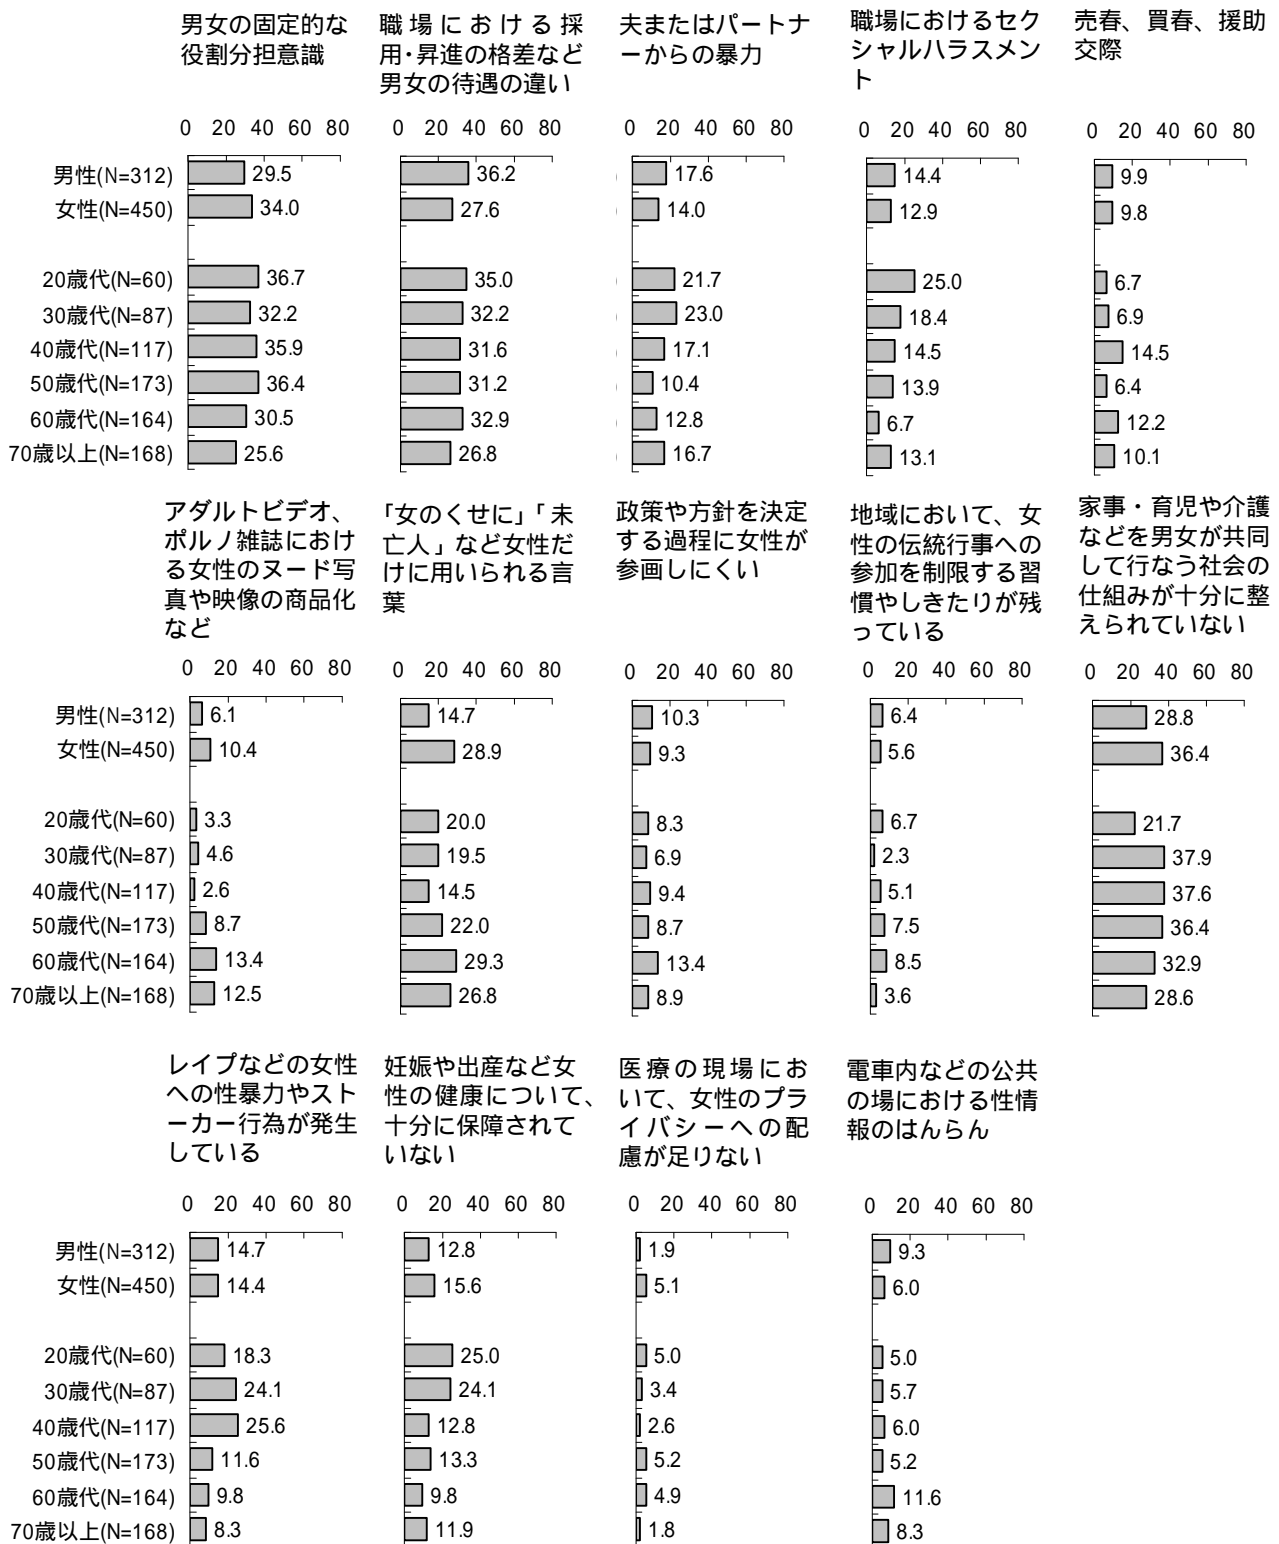 男女の固定的な
役割分担意識
職場における採
用・昇進の格差など
男女の待遇の違い
夫またはパートナ
ーからの暴力
職場におけるセク
シャルハラスメン
ト
売春、買春、援助
交際
0 20 40 60 80
0 20 40 60 80
0 20 40 60 80
0 20 40 60 80
0 20 40 60 80
男性(N=312) 29.5 36.2 17.6 14.4 9.9
女性(N=450) 34.0 27.6 14.0 12.9 9.8
20歳代(N=60) 36.7 35.0 21.7 25.0 6.7
30歳代(N=87) 32.2 32.2 23.0 18.4 6.9
40歳代(N=117) 35.9 31.6 17.1 14.5 14.5
50歳代(N=173) 36.4 31.2 10.4 13.9 6.4
60歳代(N=164) 30.5 32.9 12.8 6.7 12.2
70歳以上(N=168) 25.6 26.8 16.7 13.1 10.1
アダルトビデオ、
ポルノ雑誌におけ
る女性のヌード写
真や映像の商品化
など
「女のくせに」「未
亡人」など女性だ
けに用いられる言
葉
政策や方針を決定
する過程に女性が
参画しにくい
地域において、女
性の伝統行事への
参加を制限する習
慣やしきたりが残
っている
家事・育児や介護
などを男女が共同
して行なう社会の
仕組みが十分に整
えられていない
0 20 40 60 80
0 20 40 60 80
0 20 40 60 80
0 20 40 60 80
0 20 40 60 80
男性(N=312) 6.1 14.7 10.3 6.4 28.8
女性(N=450) 10.4 28.9 9.3 5.6 36.4
20歳代(N=60) 3.3 20.0 8.3 6.7 21.7
30歳代(N=87) 4.6 19.5 6.9 2.3 37.9
40歳代(N=117) 2.6 14.5 9.4 5.1 37.6
50歳代(N=173) 8.7 22.0 8.7 7.5 36.4
60歳代(N=164) 13.4 29.3 13.4 8.5 32.9
70歳以上(N=168) 12.5 26.8 8.9 3.6 28.6
レイプなどの女性
への性暴力やスト
ーカー行為が発生
している
妊娠や出産など女
性の健康について、
十分に保障されて
いない
医療の現場にお
いて、女性のプラ
イバシーへの配
慮が足りない
電車内などの公共
の場における性情
報のはんらん
0 20 40 60 80
0 20 40 60 80
0 20 40 60 80
0 20 40 60 80
男性(N=312) 14.7 12.8 1.9 9.3
女性(N=450) 14.4 15.6 5.1 6.0
20歳代(N=60) 18.3 25.0 5.0 5.0
30歳代(N=87) 24.1 24.1 3.4 5.7
40歳代(N=117) 25.6 12.8 2.6 6.0
50歳代(N=173) 11.6 13.3 5.2 5.2
60歳代(N=164) 9.8 9.8 4.9 11.6
70歳以上(N=168) 8.3 11.9 1.8 8.3